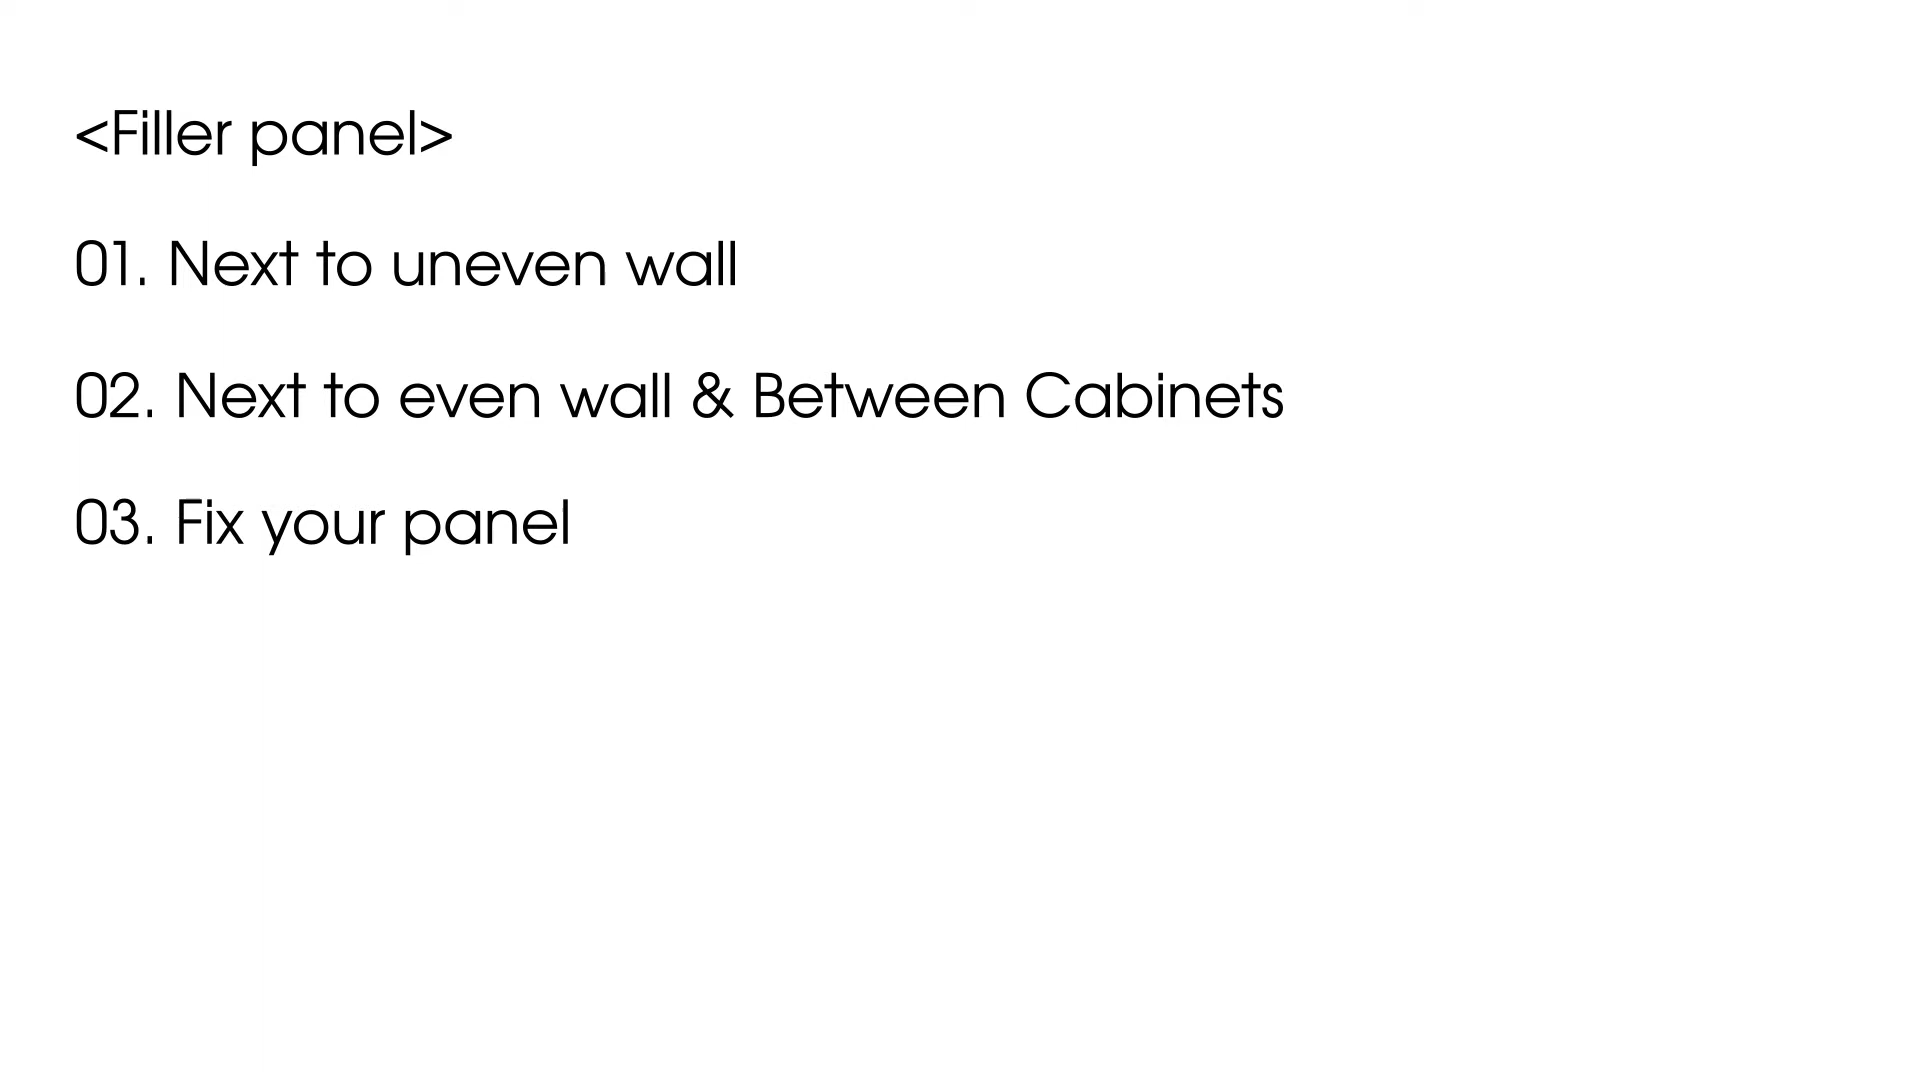 <Filler panel>
01. Next to uneven wall
02. Next to even wall & Between Cabinets
03. Fix your panel